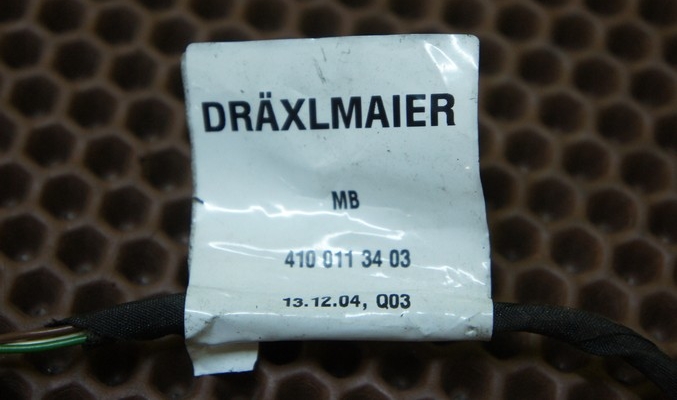 DRÄXLMAIER
MB
410 011 34 03
13.12.04, Q03